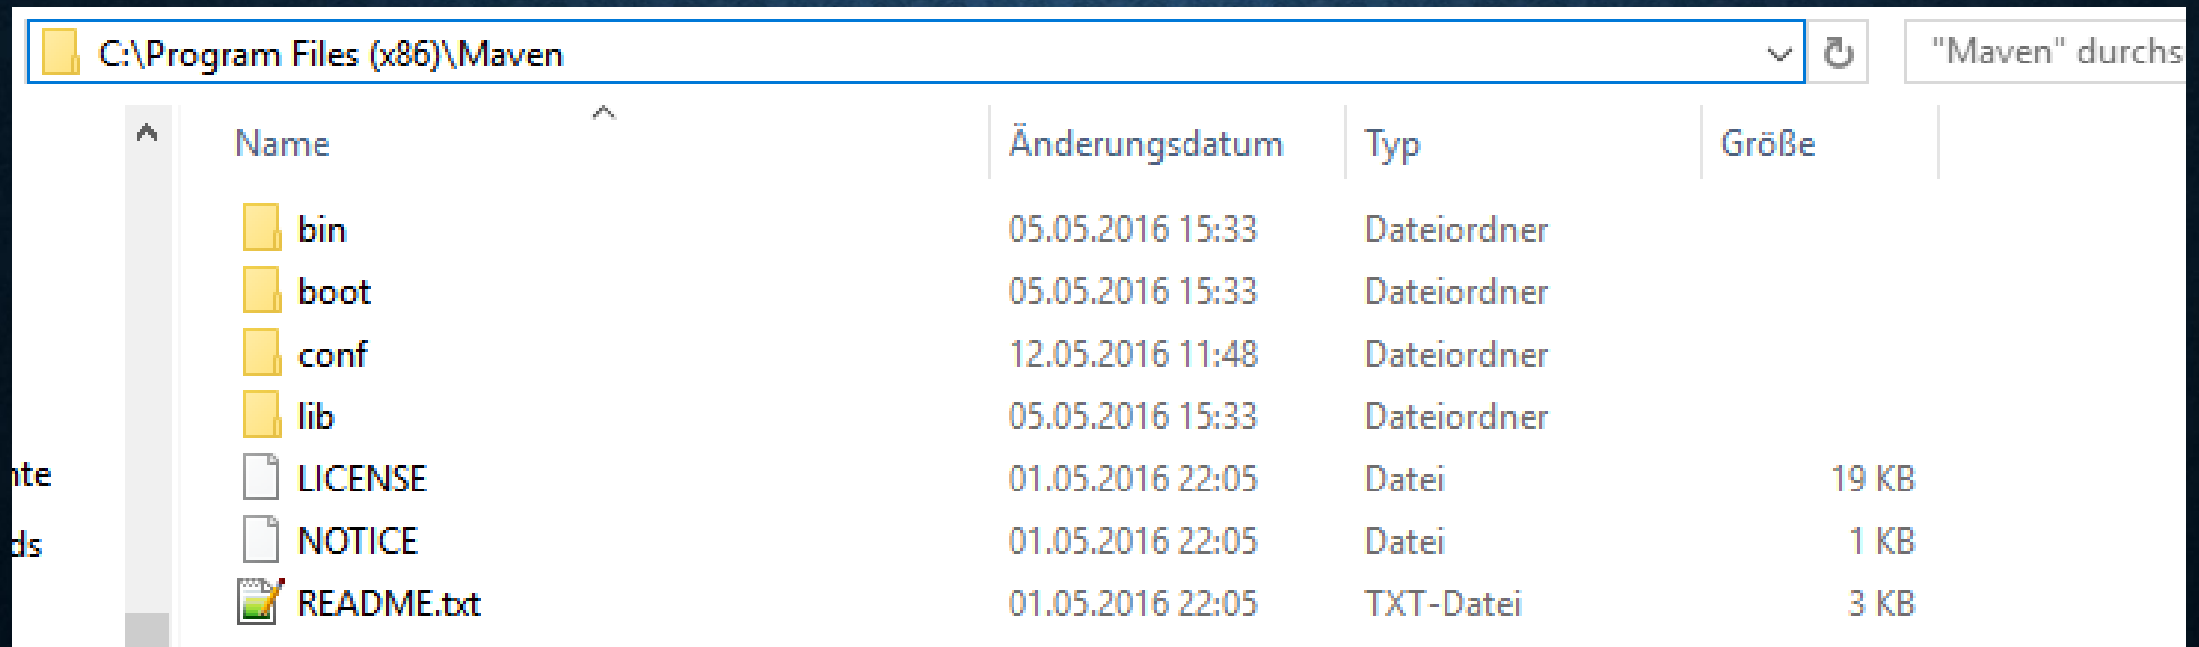 C:\Program Files (x86)\Maven "Maven" durchs
Name Änderungsdatum Typ Größe
bin 05.05.2016 15:33 Dateiordner
boot 05.05.2016 15:33 Dateiordner
conf 12.05.2016 11:48 Dateiordner
lib 05.05.2016 15:33 Dateiordner
nte LICENSE 01.05.2016 22:05 Datei 19 KB
ds NOTICE 01.05.2016 22:05 Datei 1 KB
README.txt 01.05.2016 22:05 TXT-Datei 3 KB